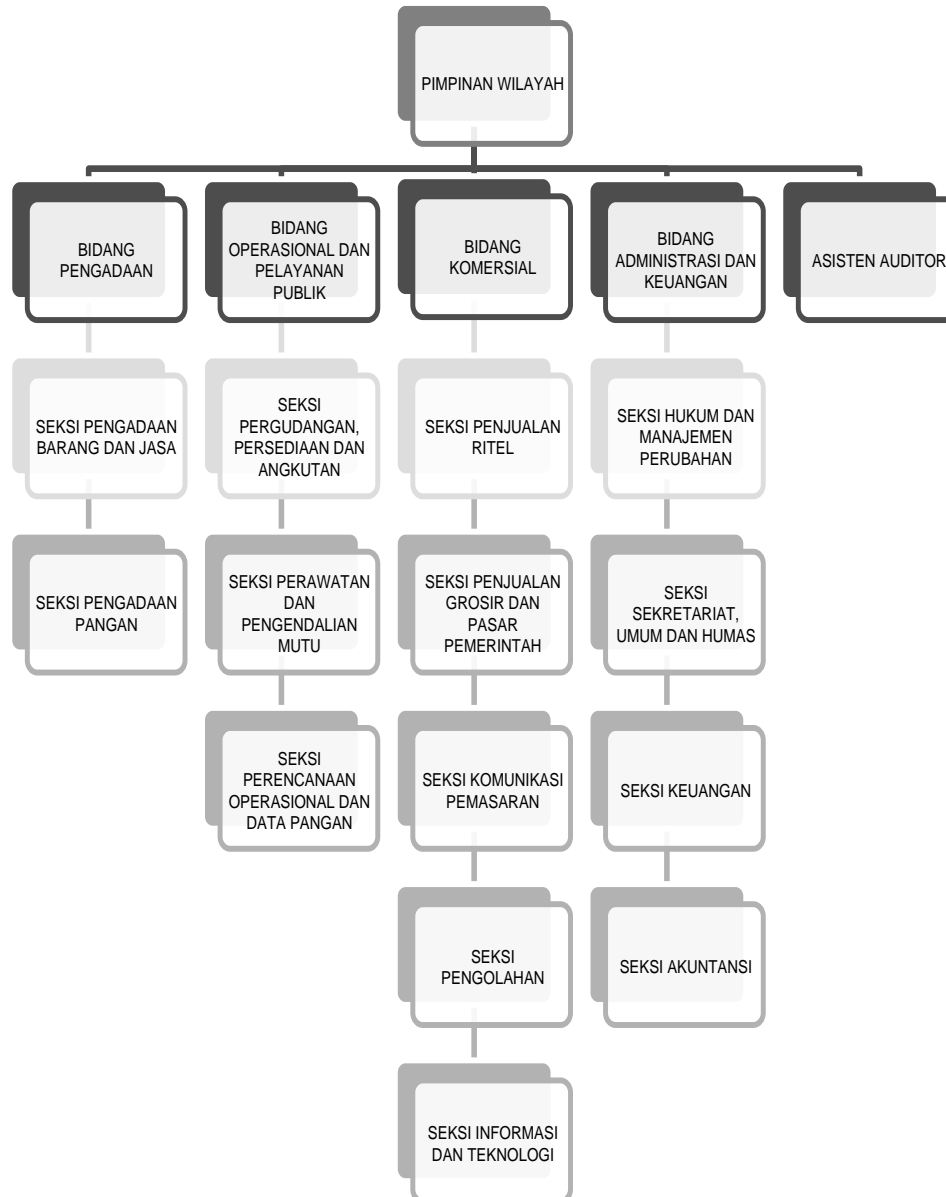 PIMPINAN WILAYAH
BIDANG
PENGADAAN
BIDANG
OPERASIONAL DAN
PELAYANAN
PUBLIK
BIDANG
KOMERSIAL
BIDANG
ADMINISTRASI DAN
KEUANGAN
ASISTEN AUDITOR
SEKSI PENGADAAN
BARANG DAN JASA
SEKSI
PERGUDANGAN,
PERSEDIAAN DAN
ANGKUTAN
SEKSI PENJUALAN
RITEL
SEKSI HUKUM DAN
MANAJEMEN
PERUBAHAN
SEKSI PENGADAAN
PANGAN
SEKSI PERAWATAN
DAN
PENGENDALIAN
MUTU
SEKSI PENJUALAN
GROSIR DAN
PASAR
PEMERINTAH
SEKSI
SEKRETARIAT,
UMUM DAN HUMAS
SEKSI
PERENCANAAN
OPERASIONAL DAN
DATA PANGAN
SEKSI KOMUNIKASI
PEMASARAN
SEKSI KEUANGAN
SEKSI
PENGOLAHAN
SEKSI AKUNTANSI
SEKSI INFORMASI
DAN TEKNOLOGI